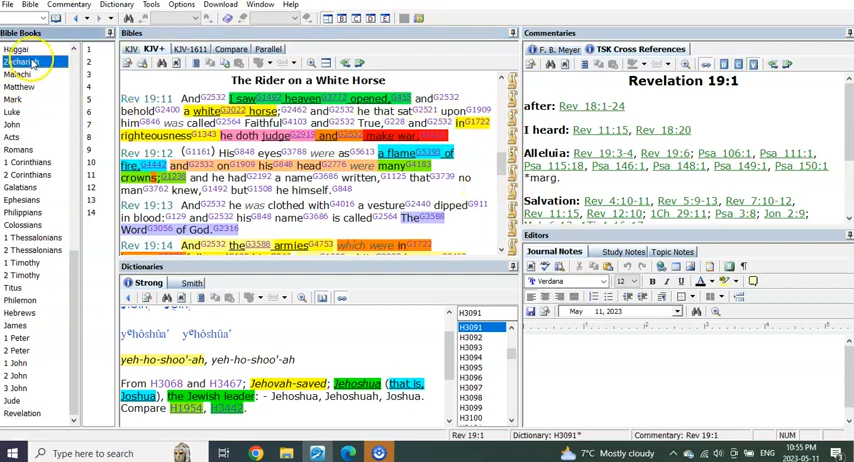 File Bible Commentary Book Dictionary Tools Options Download Window Help
Bible Books
Haggai
Zechariah
Malachi
Matthew
Mark
Luke
John
Acts
Romans
1 Corinthians
2 Corinthians
Galatians
Ephesians
Philippians
Colossians
1 Thessalonians
2 Thessalonians
1 Timothy
2 Timothy
Titus
Philemon
Hebrews
James
1 Peter
2 Peter
1 John
2 John
3 John
Jude
Revelation
1
2
3
4
5
6
7
8
9
10
11
12
13
14
Bibles
KJV KJV+ KJV-1611 Compare Parallel
The Rider on a White Horse
Rev 19:11 And G2532 I saw G1492 heaven G3772 opened, G455 and G2532
behold G2400 a white G3022 horse; G2462 and he that sat upon G1909
him G846 was called Faithful and True, and G2532 in G1722
righteousness G1343 he doth judge G2919 and G2532 make war.
Rev 19:12 (G1161) His eyes G3788 were as G5613 a flame G5395 of
fire, G4442 and G2532 on G1909 his G848 head G2776 were many G4183
crowns; G1238 and he had a name G3686 written, G1125 that G3739 no
man G3762 knew, G1492 but G1508 he himself. G848
Rev 19:13 And he was clothed with G4016 a vesture G2440 dipped G911
in blood: G129 and his name G3686 is called G2564 The
Word G3056 of God.
Rev 19:14 And G2532 the G3588 armies G4753 which were in G1722
Dictionaries
Strong Smith
yᵉhôshûaʻ yᵉhôshûaʻ
yeh-ho-shoo'-ah, yeh-ho-shoo'-ah
From H3068 and H3467; Jehovah-saved; Jehoshua (that is,
Joshua), the Jewish leader: - Jehoshua, Jehoshuah, Joshua.
Compare H1954, H3442.
H3091
H3091
H3092
H3093
H3094
H3095
H3096
H3097
H3098
H3099
H3100
Commentaries
F. B. Meyer TSK Cross References
Revelation 19:1
after: Rev 18:1-24
I heard: Rev 11:15, Rev 18:20
Alleluia: Rev 19:3-4, Rev 19:6; Psa 106:1, Psa 111:1,
Psa 115:18, Psa 146:1, Psa 148:1, Psa 149:1, Psa 150:1
*marg.
Salvation: Rev 4:10-11, Rev 5:9-13, Rev 7:10-12,
Rev 11:15, Rev 12:10; 1Ch 29:11; Psa 3:8; Jon 2:9;
Editors
Journal Notes Study Notes Topic Notes
Verdana 12
May 11, 2023
Rev 19:1 Dictionary: H3091* Commentary: Rev 19:1 NUM
Type here to search
7°C Mostly cloudy ENG 10:55 PM
2023-05-11